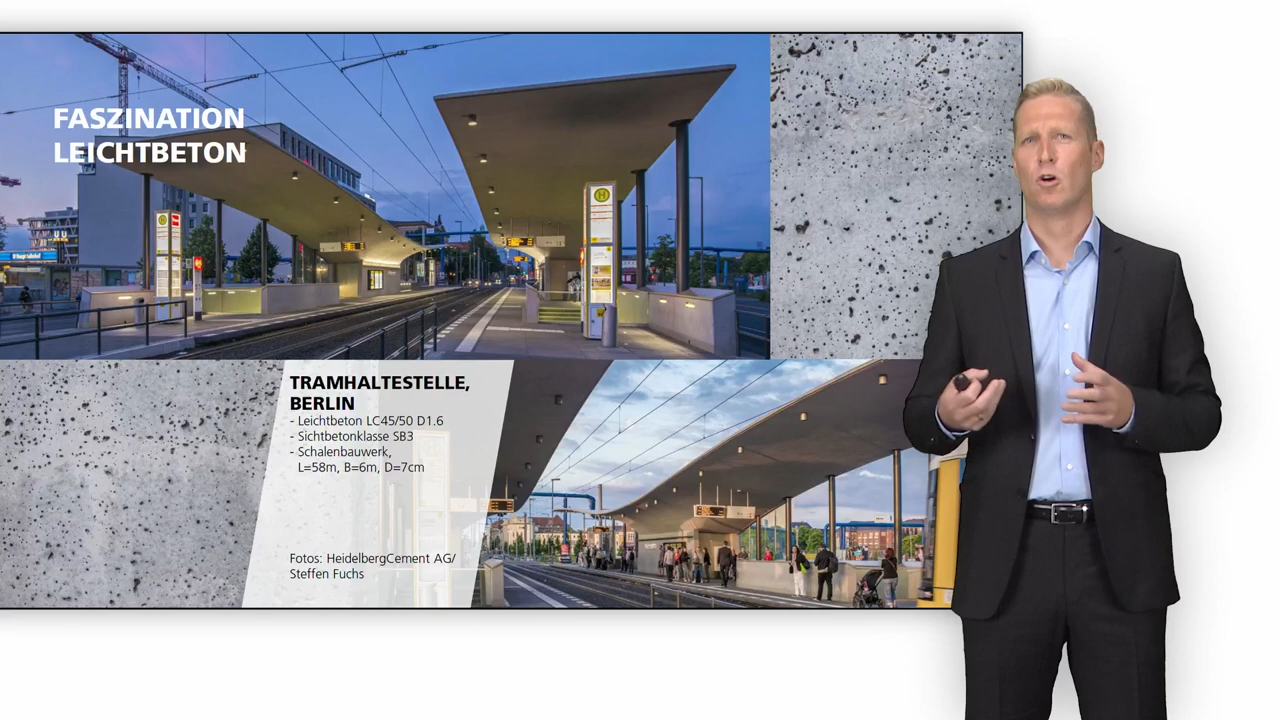 FASZINATION
LEICHTBETON
TRAMHALTESTELLE,
BERLIN
- Leichtbeton LC45/50 D1.6
- Sichtbetonklasse SB3
- Schalenbauwerk,
L=58m, B=6m, D=7cm
Fotos: HeidelbergCement AG/
Steffen Fuchs
H